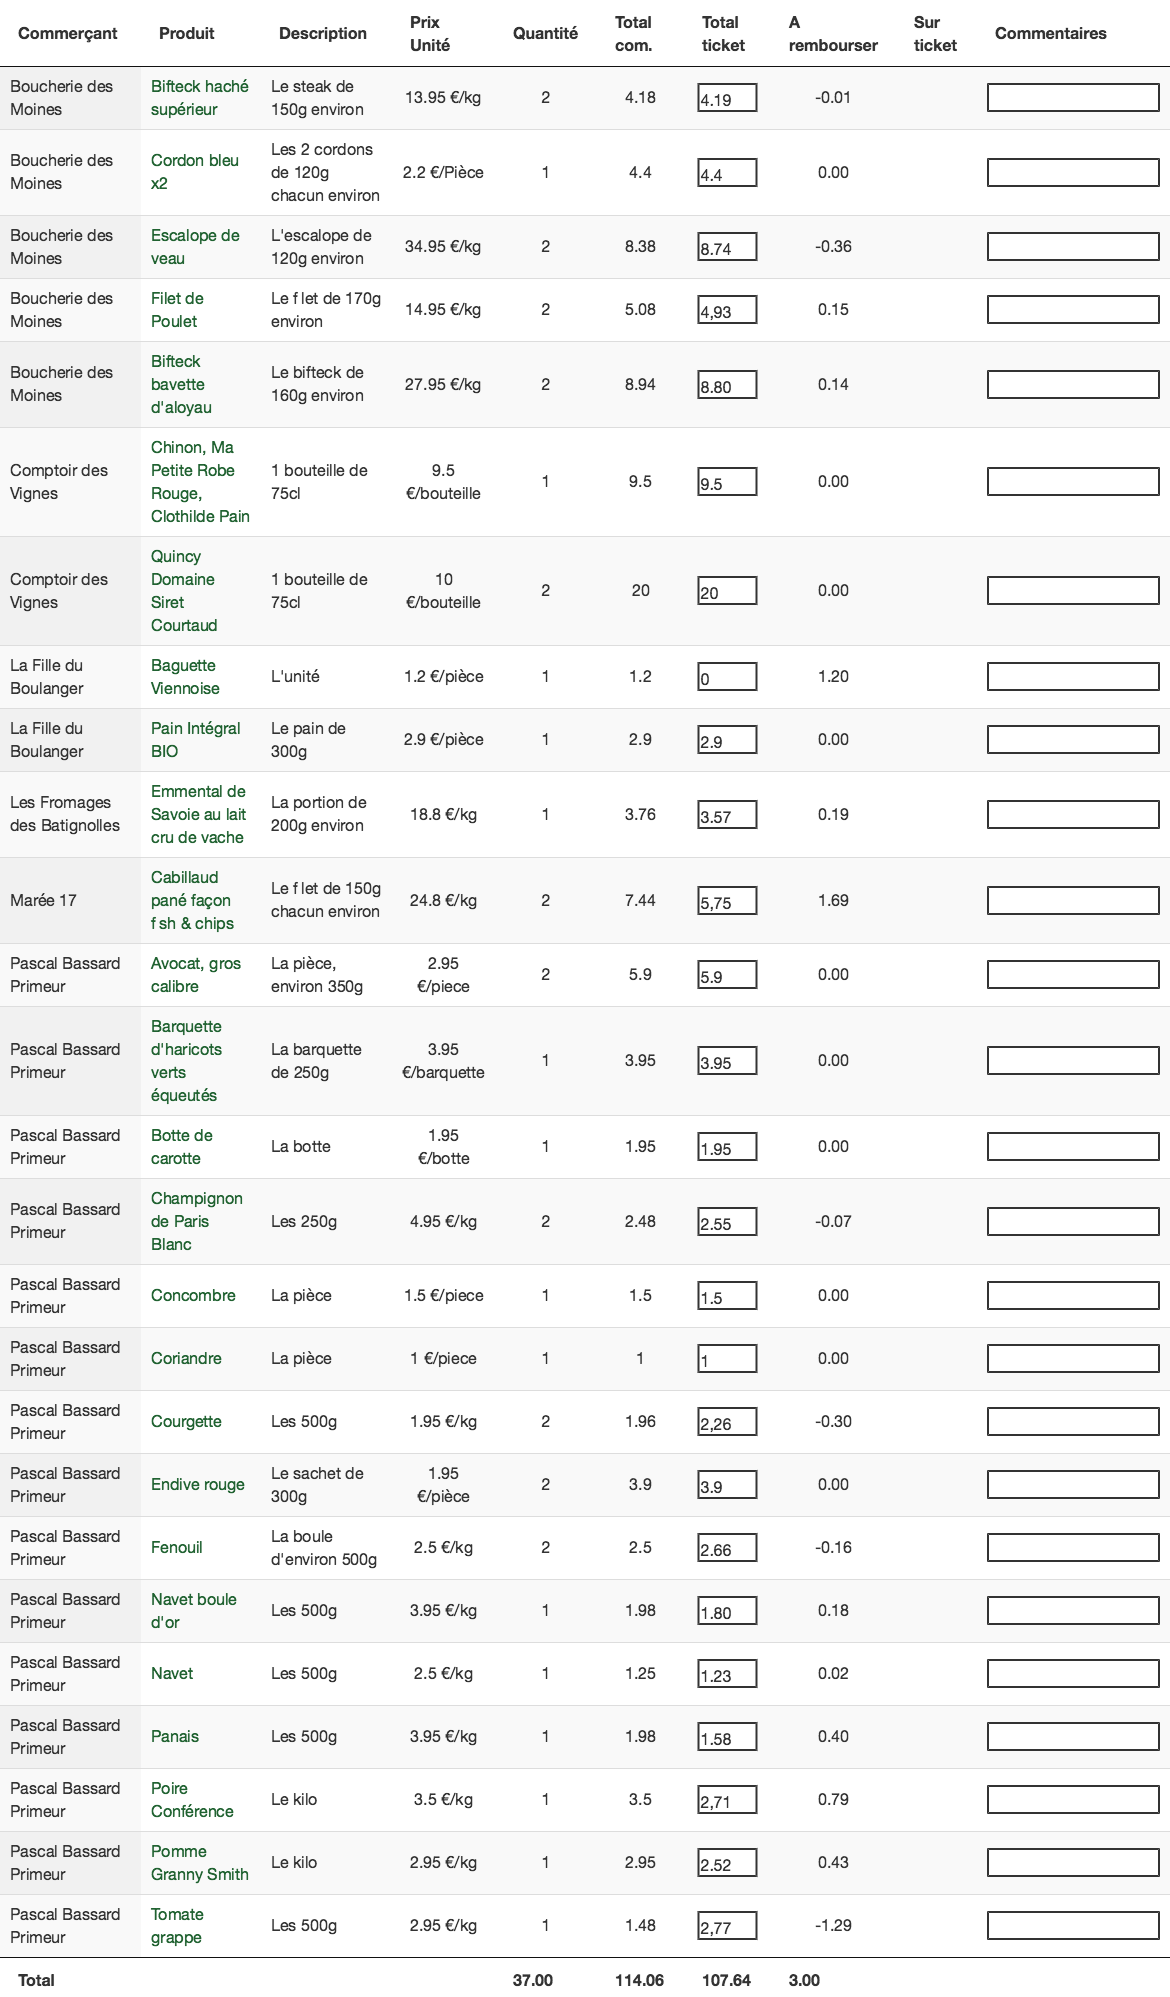 Commerçant Produit Description Prix Unité Quantité Total com. Total ticket A rembourser Sur ticket Commentaires
Boucherie des Moines Bifteck haché supérieur Le steak de 150g environ 13.95 €/kg 2 4.18 4.19 -0.01
Boucherie des Moines Cordon bleu x2 Les 2 cordons de 120g chacun environ 2.2 €/Pièce 1 4.4 4.4 0.00
Boucherie des Moines Escalope de veau L'escalope de 120g environ 34.95 €/kg 2 8.38 8.74 -0.36
Boucherie des Moines Filet de Poulet Le f let de 170g environ 14.95 €/kg 2 5.08 4,93 0.15
Boucherie des Moines Bifteck bavette d'aloyau Le bifteck de 160g environ 27.95 €/kg 2 8.94 8.80 0.14
Comptoir des Vignes Chinon, Ma Petite Robe Rouge, Clothilde Pain 1 bouteille de 75cl 9.5 €/bouteille 1 9.5 9.5 0.00
Comptoir des Vignes Quincy Domaine Siret Courtaud 1 bouteille de 75cl 10 €/bouteille 2 20 20 0.00
La Fille du Boulanger Baguette Viennoise L'unité 1.2 €/pièce 1 1.2 0 1.20
La Fille du Boulanger Pain Intégral BIO Le pain de 300g 2.9 €/pièce 1 2.9 2.9 0.00
Les Fromages des Batignolles Emmental de Savoie au lait cru de vache La portion de 200g environ 18.8 €/kg 1 3.76 3.57 0.19
Marée 17 Cabillaud pané façon f sh & chips Le f let de 150g chacun environ 24.8 €/kg 2 7.44 5,75 1.69
Pascal Bassard Primeur Avocat, gros calibre La pièce, environ 350g 2.95 €/piece 2 5.9 5.9 0.00
Pascal Bassard Primeur Barquette d'haricots verts équeutés La barquette de 250g 3.95 €/barquette 1 3.95 3.95 0.00
Pascal Bassard Primeur Botte de carotte La botte 1.95 €/botte 1 1.95 1.95 0.00
Pascal Bassard Primeur Champignon de Paris Blanc Les 250g 4.95 €/kg 2 2.48 2.55 -0.07
Pascal Bassard Primeur Concombre La pièce 1.5 €/piece 1 1.5 1.5 0.00
Pascal Bassard Primeur Coriandre La pièce 1 €/piece 1 1 1 0.00
Pascal Bassard Primeur Courgette Les 500g 1.95 €/kg 2 1.96 2,26 -0.30
Pascal Bassard Primeur Endive rouge Le sachet de 300g 1.95 €/pièce 2 3.9 3.9 0.00
Pascal Bassard Primeur Fenouil La boule d'environ 500g 2.5 €/kg 2 2.5 2.66 -0.16
Pascal Bassard Primeur Navet boule d'or Les 500g 3.95 €/kg 1 1.98 1.80 0.18
Pascal Bassard Primeur Navet Les 500g 2.5 €/kg 1 1.25 1.23 0.02
Pascal Bassard Primeur Panais Les 500g 3.95 €/kg 1 1.98 1.58 0.40
Pascal Bassard Primeur Poire Conférence Le kilo 3.5 €/kg 1 3.5 2,71 0.79
Pascal Bassard Primeur Pomme Granny Smith Le kilo 2.95 €/kg 1 2.95 2.52 0.43
Pascal Bassard Primeur Tomate grappe Les 500g 2.95 €/kg 1 1.48 2,77 -1.29
Total 37.00 114.06 107.64 3.00